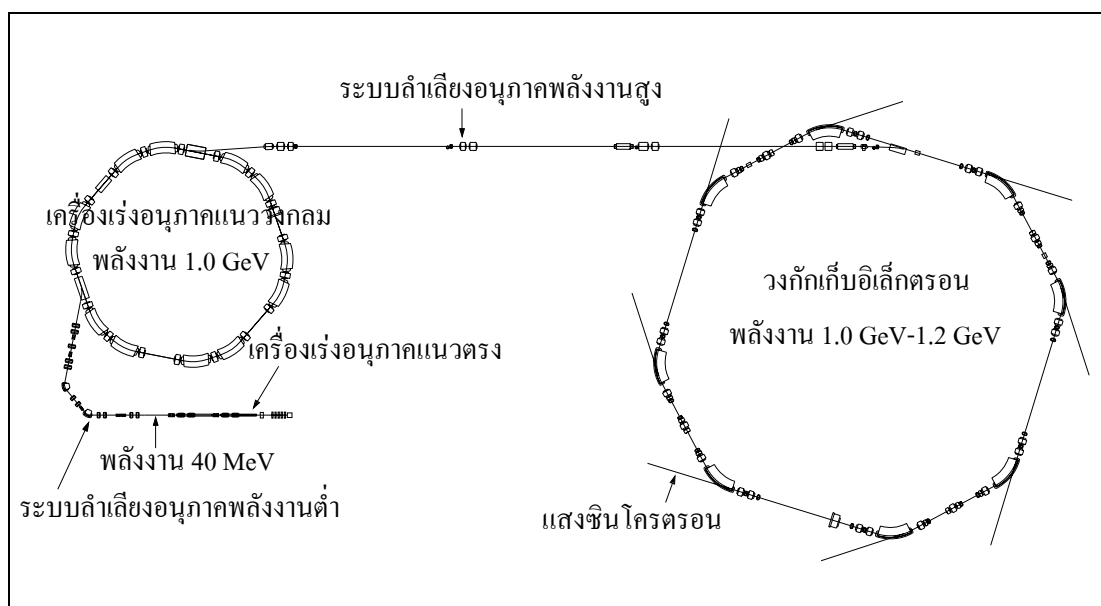 ระบบลำเลียงอนุภาคพลังงานสูง
เครื่องเร่งอนุภาคแนววงกลม
พลังงาน 1.0 GeV
วงกักเก็บอิเล็กตรอน
พลังงาน 1.0 GeV-1.2 GeV
เครื่องเร่งอนุภาคแนวตรง
พลังงาน 40 MeV
ระบบลำเลียงอนุภาคพลังงานต่ำ
แสงซินโครตรอน